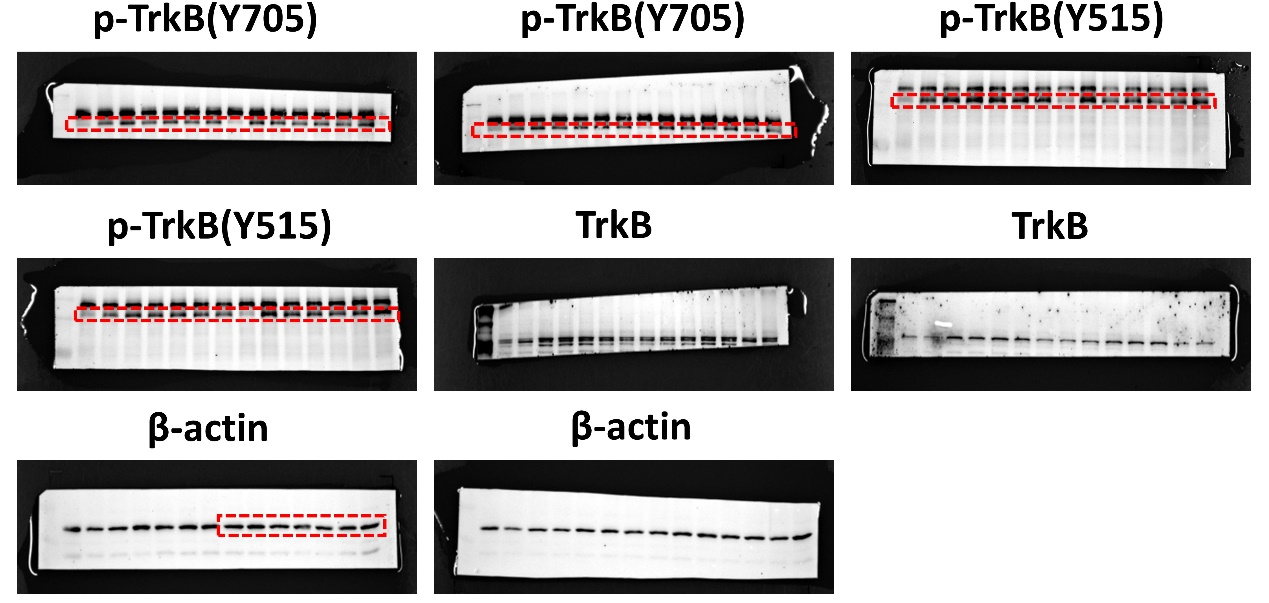 p-TrkB(Y705)
p-TrkB(Y705)
p-TrkB(Y515)
p-TrkB(Y515)
TrkB
TrkB
β-actin
β-actin